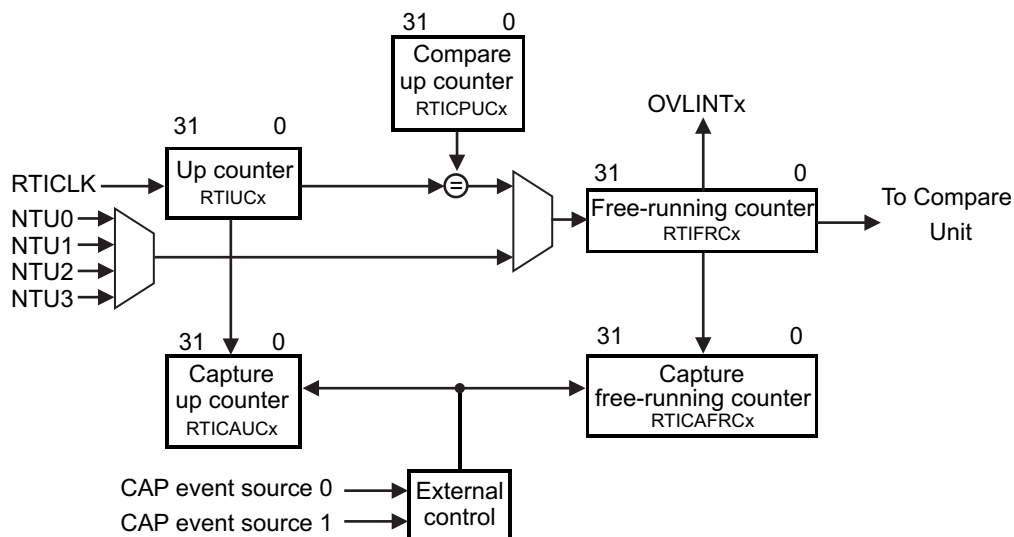 31 0
Compare
up counter
RTICPUCx
OVLINTx
31 0
Up counter
RTIUCx
RTICLK
=
31 0
Free-running counter
RTIFRCx
To Compare
Unit
NTU0
NTU1
NTU2
NTU3
31 0
Capture
up counter
RTICAUCx
31 0
Capture
free-running counter
RTICAFRCx
CAP event source 0
CAP event source 1
External
control